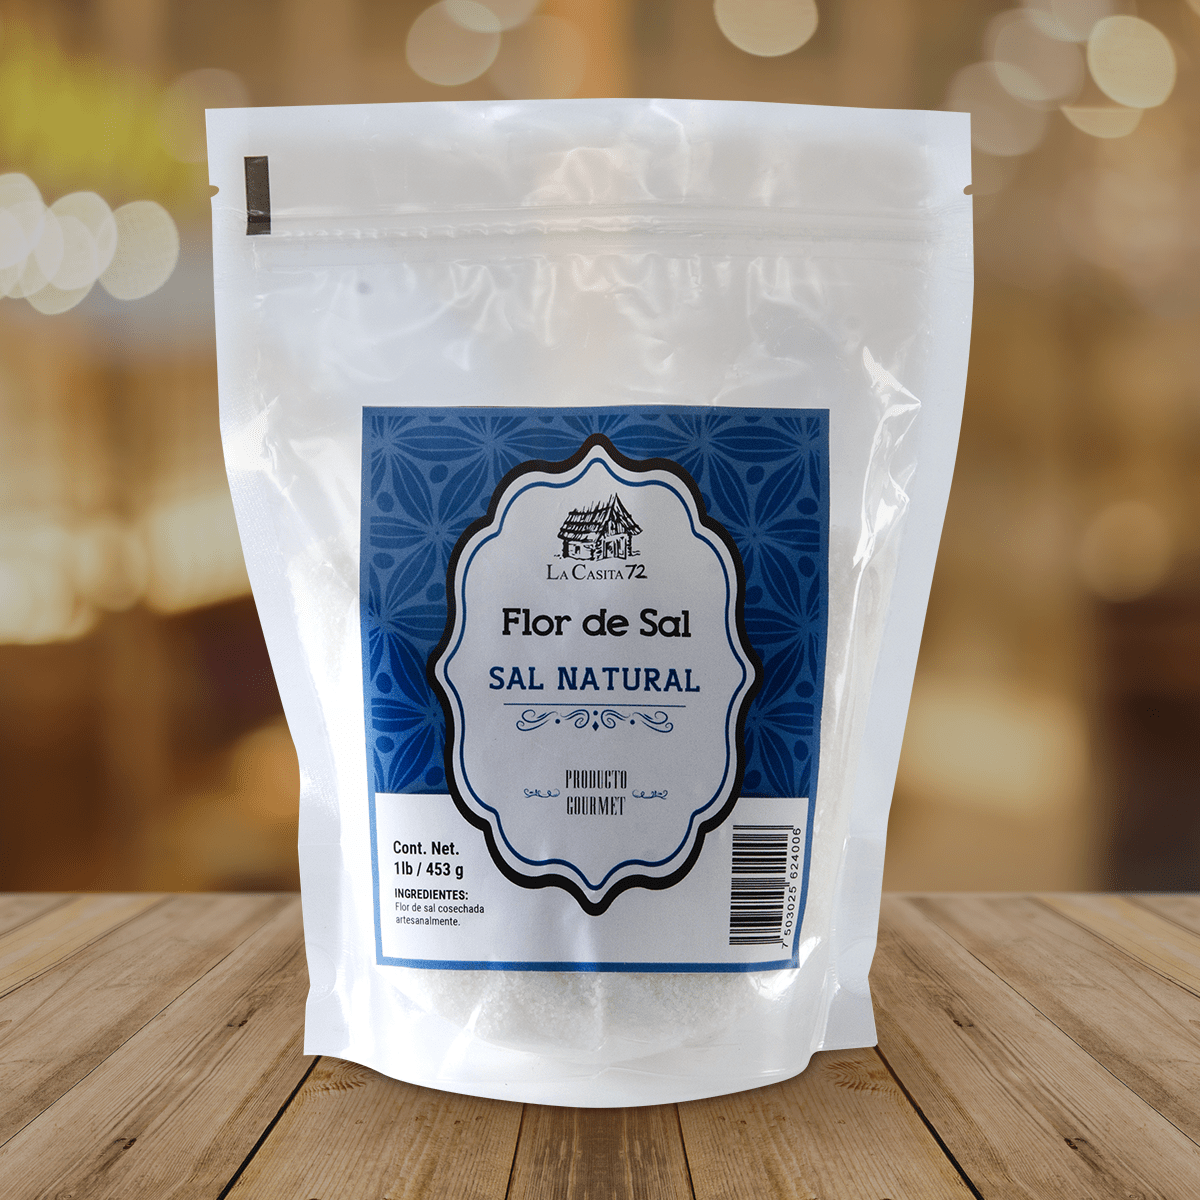 La Casita 72
Flor de Sal
SAL NATURAL
PRODUCTO
GOURMET
Cont. Net.
1lb / 453 g
INGREDIENTES:
Flor de sal cosechada
artesanalmente.
7 503025 624006